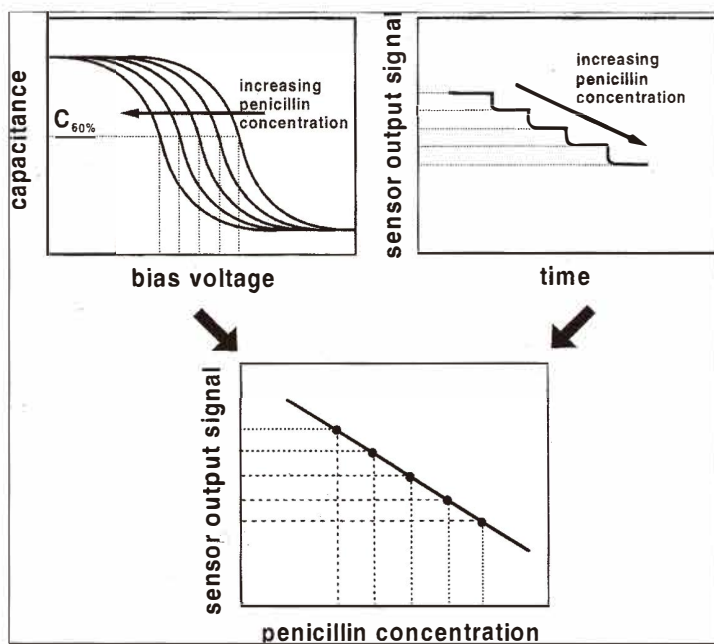 capacitance
C60%
increasing
penicillin
concentration
bias voltage
sensor output signal
increasing
penicillin
concentration
time
sensor output signal
penicillin concentration